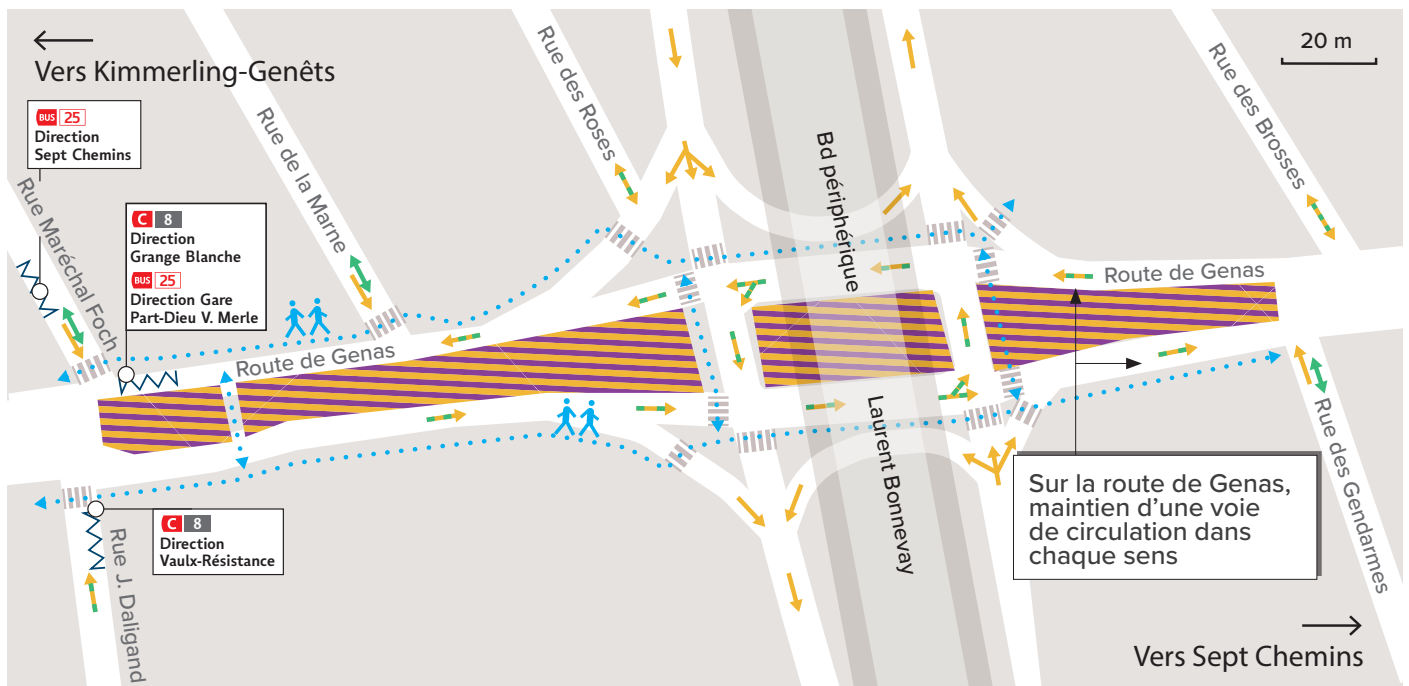 Vers Kimmerling-Genêts
20 m
BUS 25
Direction
Sept Chemins
Rue Maréchal Foch
C 8
Direction
Grange Blanche
BUS 25
Direction Gare
Part-Dieu V. Merle
Rue de la Marne
Rue des Roses
Bd périphérique
Laurent Bonnevay
Rue des Brosses
Route de Genas
Route de Genas
C 8
Direction
Vaulx-Résistance
Rue J. Daligand
Sur la route de Genas,
maintien d’une voie
de circulation dans
chaque sens
Rue des Gendarmes
Vers Sept Chemins